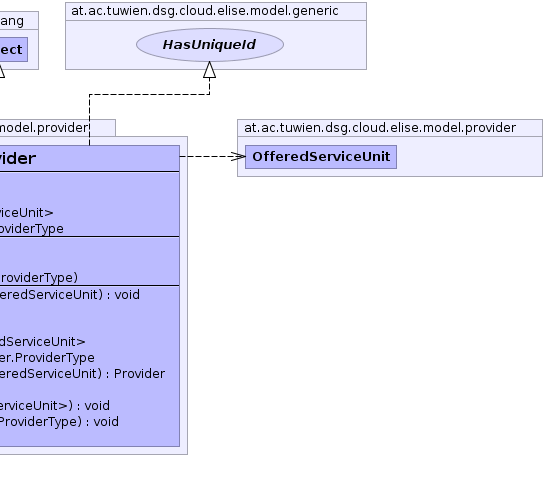 ang
at.ac.tuwien.dsg.cloud.elise.model.generic
ect
HasUniqueId
model.provider
at.ac.tuwien.dsg.cloud.elise.model.provider
vider
OfferedServiceUnit
viceUnit>
oviderType
roviderType)
eredServiceUnit) : void
dServiceUnit>
er.ProviderType
feredServiceUnit) : Provider
erviceUnit>) : void
ProviderType) : void